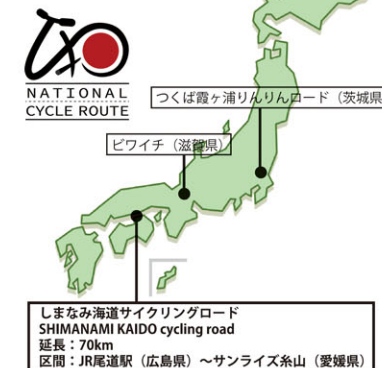 NATIONAL
CYCLE ROUTE
つくば霞ヶ浦りんりんロード（茨城県
ビワイチ（滋賀県）
しまなみ海道サイクリングロード
SHIMANAMI KAIDO cycling road
延長：70km
区間：JR尾道駅（広島県）～サンライズ糸山（愛媛県）